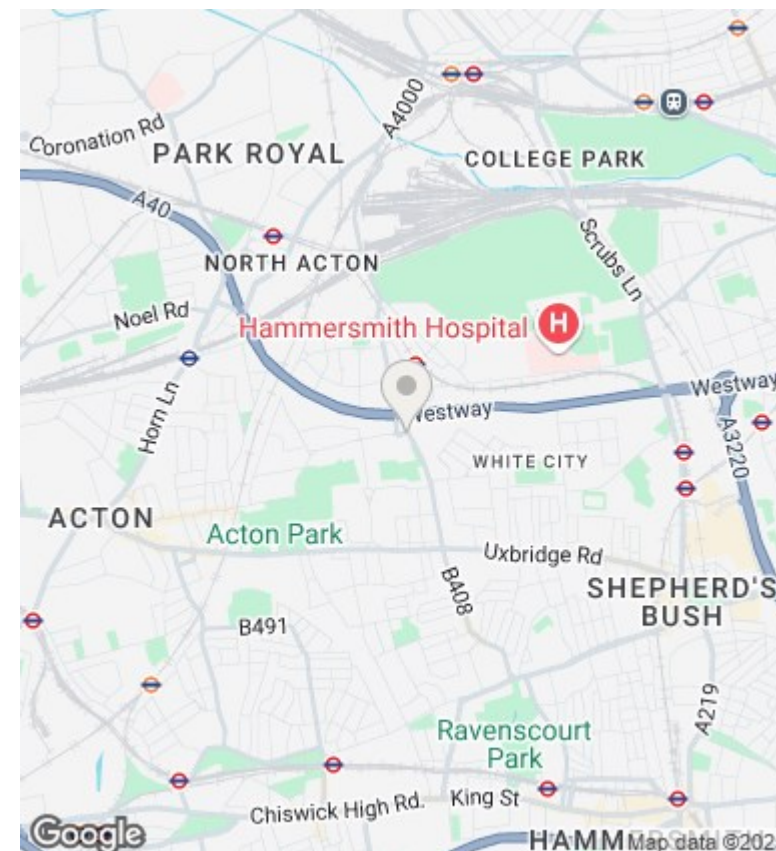 A4000
Coronation Rd
PARK ROYAL
COLLEGE PARK
A40
Scrubs Ln
NORTH ACTON
Noel Rd
Hammersmith Hospital
H
Westway
Westway
Horn Ln
A3220
WHITE CITY
ACTON
Acton Park
Uxbridge Rd
B408
SHEPHERD'S
BUSH
B491
A219
Ravenscourt
Park
Chiswick High Rd.
King St
Google
HAMMERSMITH
Map data ©202